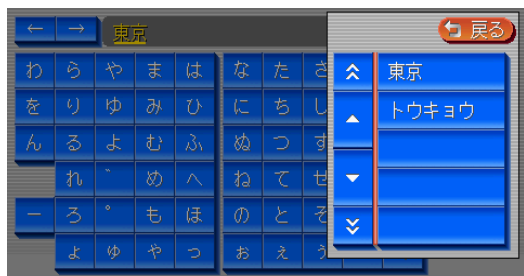 ← → 東京 戻る
わ ら や ま は な た さ 東京
を り ゆ み ひ に ち し トウキョウ
ん る よ む ふ ぬ つ す
れ ゛ め へ ね て せ
ー ろ ゜ も ほ の と そ
ょ ゅ ゃ っ ぉ ぇ ぅ